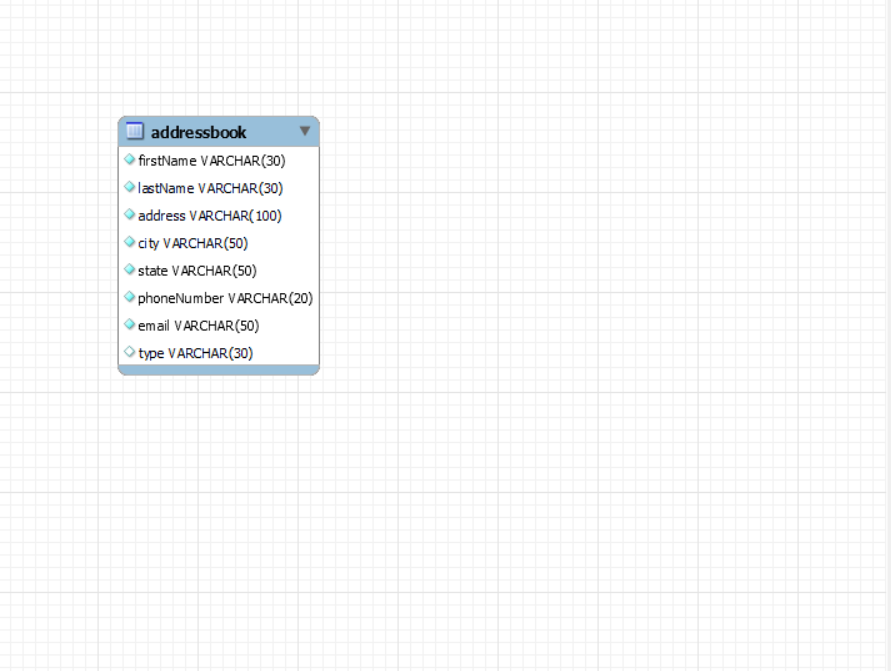 addressbook
firstName VARCHAR(30)
lastName VARCHAR(30)
address VARCHAR(100)
city VARCHAR(50)
state VARCHAR(50)
phoneNumber VARCHAR(20)
email VARCHAR(50)
type VARCHAR(30)